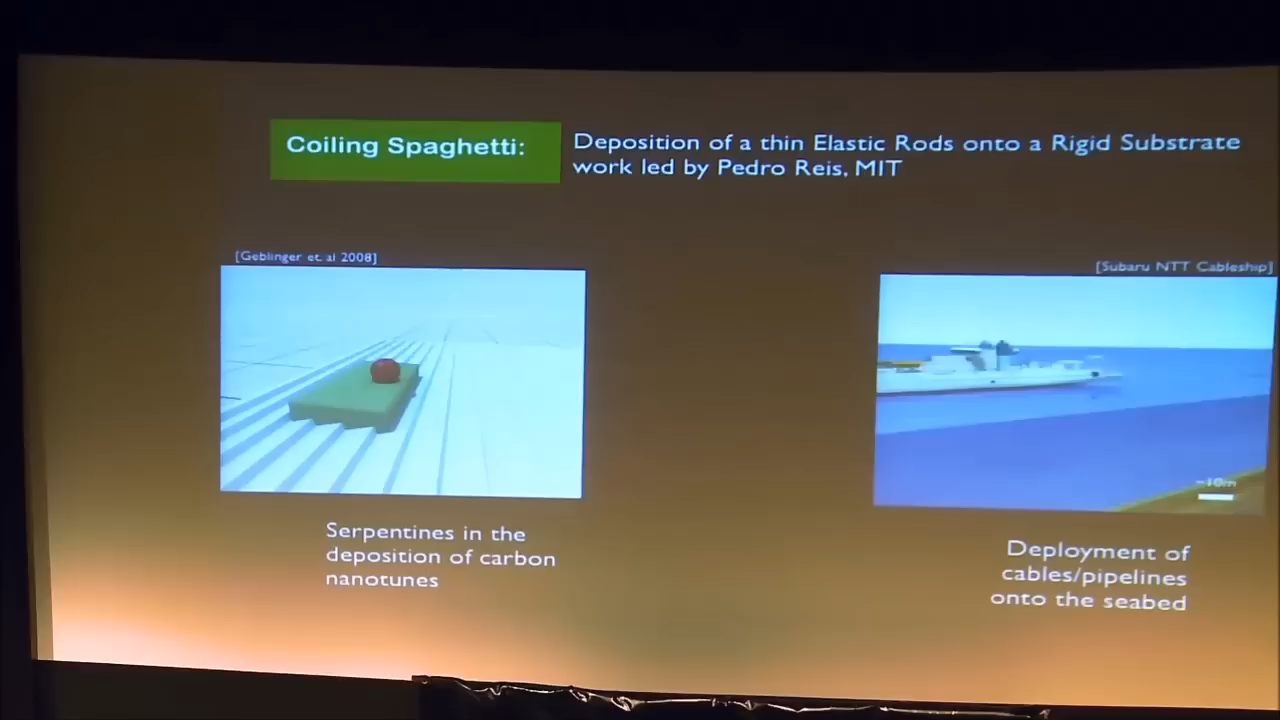 Coiling Spaghetti:
Deposition of a thin Elastic Rods onto a Rigid Substrate
work led by Pedro Reis, MIT
[Geblinger et. al 2008]
[Subaru NTT Cableship]
~10m
Serpentines in the
deposition of carbon
nanotunes
Deployment of
cables/pipelines
onto the seabed